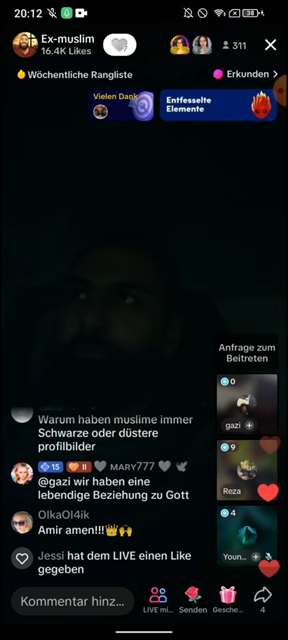 20:12
38
Ex-muslim
16.4K Likes
311
Wöchentliche Rangliste
Erkunden >
Vielen Dank
Entfesselte
Elemente
Anfrage zum
Beitreten
0
gazi +
9
Reza
4
Youn... +
Warum haben muslime immer
Schwarze oder düstere
profilbilder
15 II MARY777
@gazi wir haben eine
lebendige Beziehung zu Gott
OlkaOl4ik
Amir amen!!!
Jessi hat dem LIVE einen Like
gegeben
Kommentar hinz...
LIVE mi...
Senden
Gesche...
4